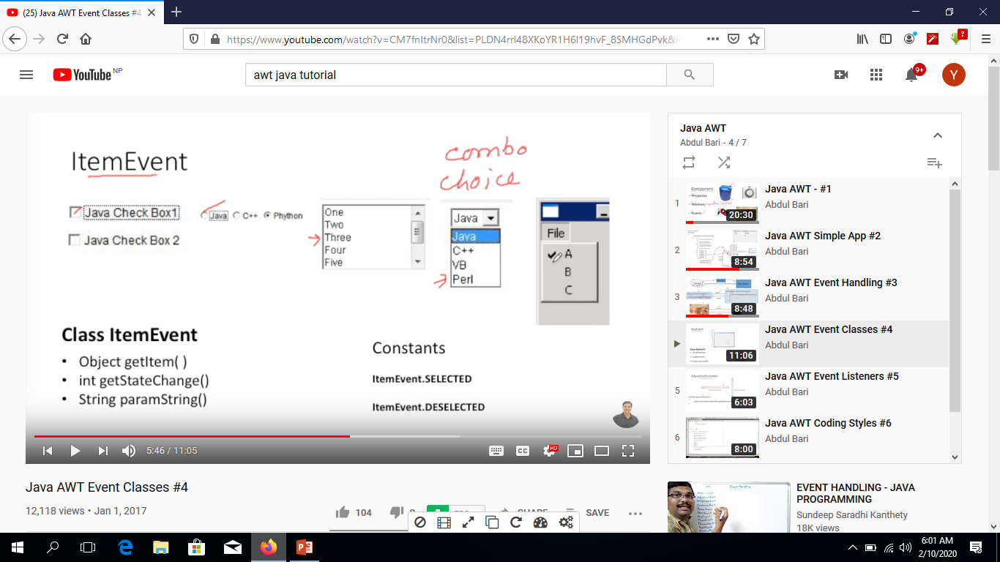 (25) Java AWT Event Classes #4
https://www.youtube.com/watch?v=CM7fnItrNr0&list=PLDN4rrl48XKoYR1H6l19hvF_8SMHGdPvk&
?
YouTube NP
awt java tutorial
9+
Y
ItemEvent
combo
choice
Java Check Box1
Java Check Box 2
Java C++ Phython
One
Two
Three
Four
Five
Java
Java
C++
VB
Perl
File
A
B
C
Class ItemEvent
• Object getItem( )
• int getStateChange()
• String paramString()
Constants
ItemEvent.SELECTED
ItemEvent.DESELECTED
5:46 / 11:05
CC
HD
Java AWT Event Classes #4
12,118 views • Jan 1, 2017
104
SHARE
SAVE
Java AWT
Abdul Bari - 4 / 7
1
Component
20:30
Java AWT - #1
Abdul Bari
2
8:54
Java AWT Simple App #2
Abdul Bari
3
8:48
Java AWT Event Handling #3
Abdul Bari
KeyEvent
11:06
Java AWT Event Classes #4
Abdul Bari
5
AdjustmentListener
6:03
Java AWT Event Listeners #5
Abdul Bari
6
8:00
Java AWT Coding Styles #6
Abdul Bari
EVENT HANDLING - JAVA
PROGRAMMING
Sundeep Saradhi Kanthety
18K views
6:01 AM
2/10/2020